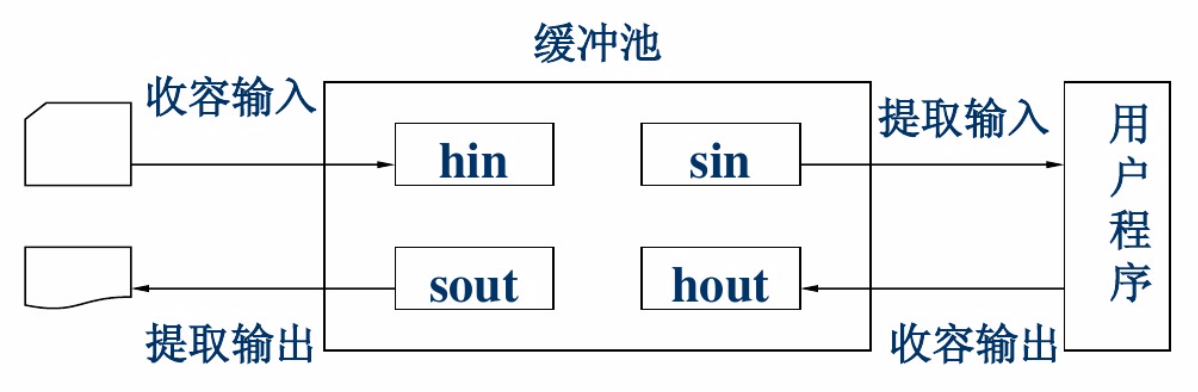 缓冲池
收容输入
提取输入
hin
sin
用户程序
sout
hout
提取输出
收容输出